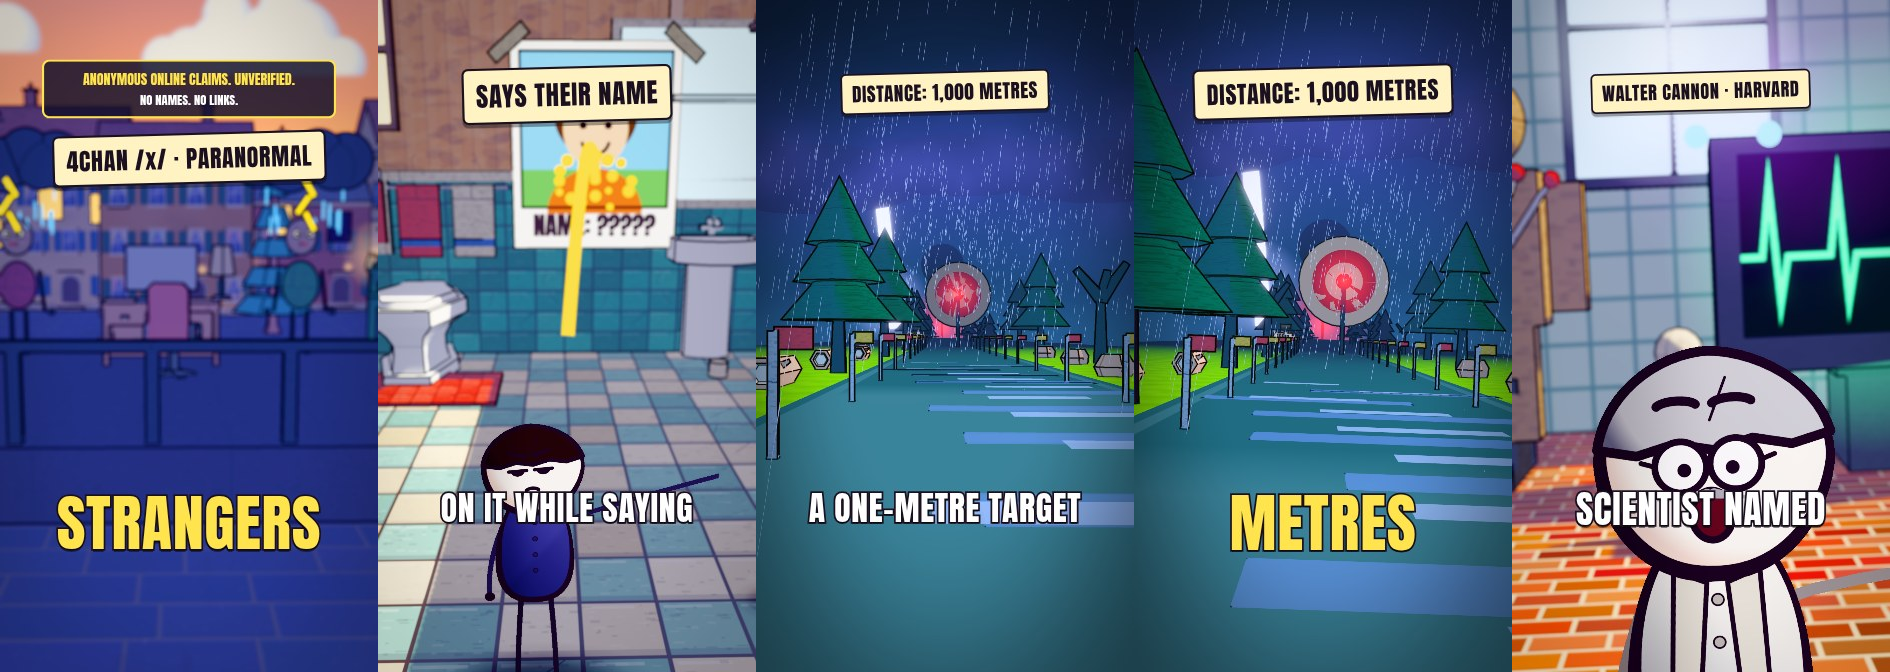 ANONYMOUS ONLINE CLAIMS. UNVERIFIED.
NO NAMES. NO LINKS.
4CHAN /x/ · PARANORMAL
STRANGERS
SAYS THEIR NAME
NAME: ?????
ON IT WHILE SAYING
DISTANCE: 1,000 METRES
A ONE-METRE TARGET
DISTANCE: 1,000 METRES
METRES
WALTER CANNON · HARVARD
SCIENTIST NAMED